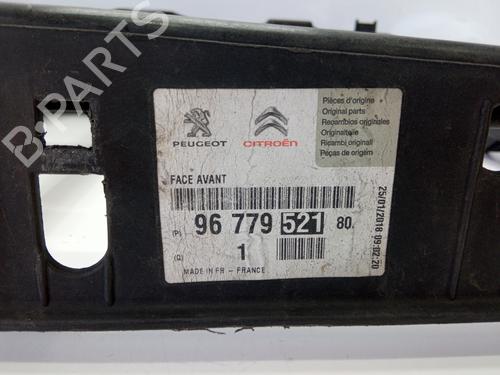 PEUGEOT
CITROËN
Pièces d'origine
Original parts
Recambios originales
Originalteile
Ricambi originali
Peças de origem
FACE AVANT
(P) 96 779 521 80
(Q) 1
MADE IN FR - FRANCE
25/01/2018 09:02:20
B-PARTS